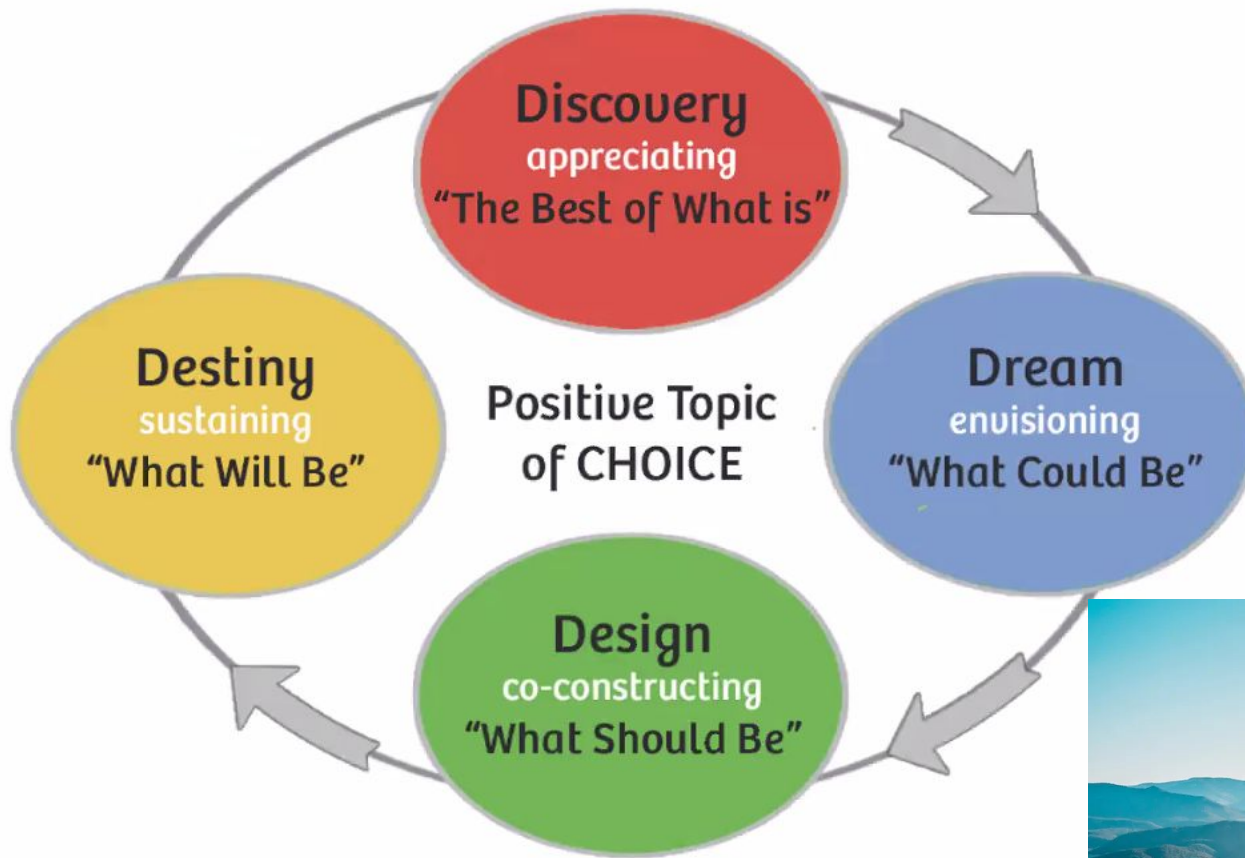 Discovery
appreciating
“The Best of What is”
Dream
envisioning
“What Could Be”
Design
co-constructing
“What Should Be”
Destiny
sustaining
“What Will Be”
Positive Topic
of CHOICE